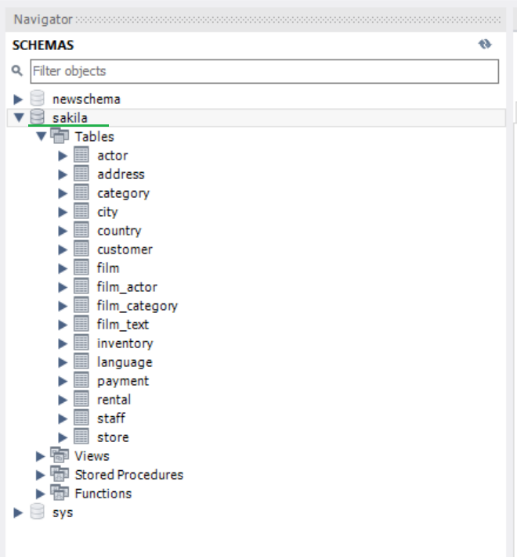 Navigator
SCHEMAS
Filter objects
newschema
sakila
Tables
actor
address
category
city
country
customer
film
film_actor
film_category
film_text
inventory
language
payment
rental
staff
store
Views
Stored Procedures
Functions
sys